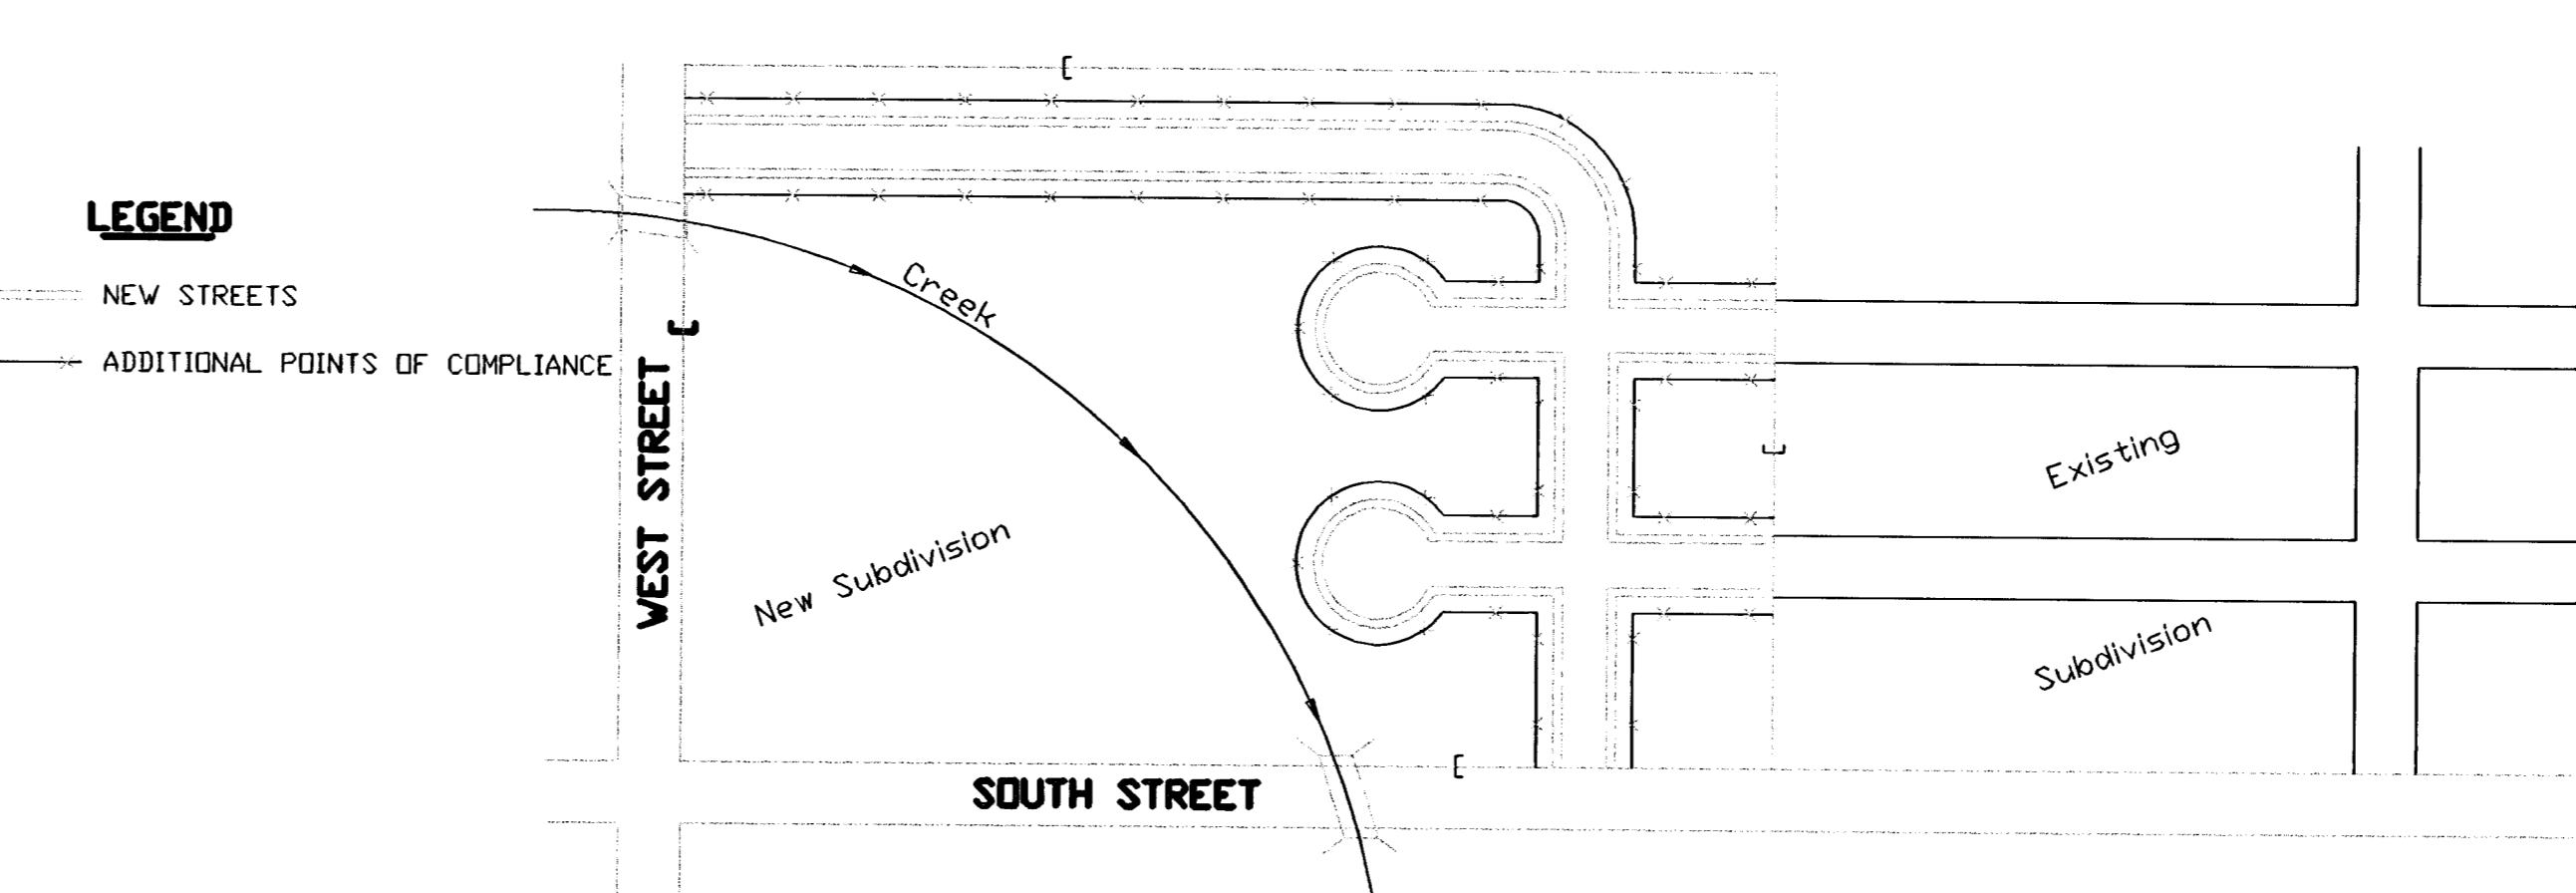 LEGEND
NEW STREETS
ADDITIONAL POINTS OF COMPLIANCE
WEST STREET
Creek
New Subdivision
SOUTH STREET
Existing
Subdivision